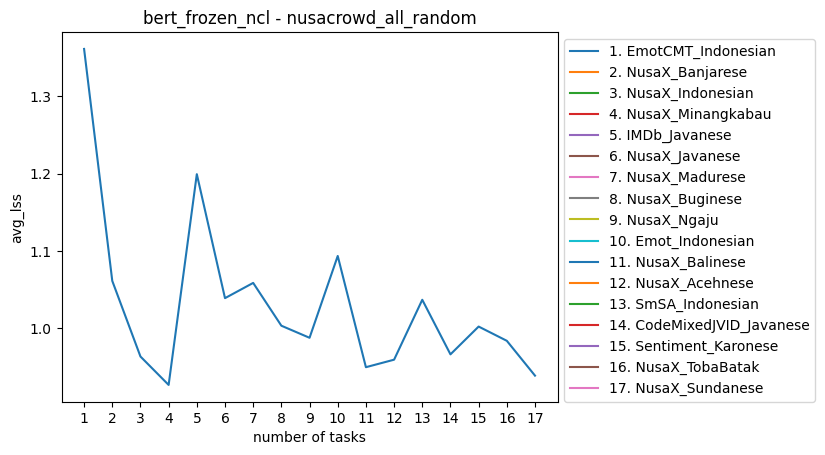 bert_frozen_ncl - nusacrowd_all_random
avg_lss
1.3
1.2
1.1
1.0
1 2 3 4 5 6 7 8 9 10 11 12 13 14 15 16 17
number of tasks
1. EmotCMT_Indonesian
2. NusaX_Banjarese
3. NusaX_Indonesian
4. NusaX_Minangkabau
5. IMDb_Javanese
6. NusaX_Javanese
7. NusaX_Madurese
8. NusaX_Buginese
9. NusaX_Ngaju
10. Emot_Indonesian
11. NusaX_Balinese
12. NusaX_Acehnese
13. SmSA_Indonesian
14. CodeMixedJVID_Javanese
15. Sentiment_Karonese
16. NusaX_TobaBatak
17. NusaX_Sundanese